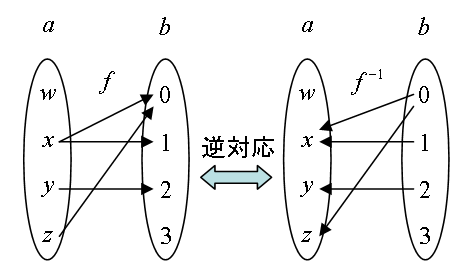 a b a b
f f⁻¹
w 0 w 0
x 1 x 1
逆対応
y 2 y 2
z 3 z 3